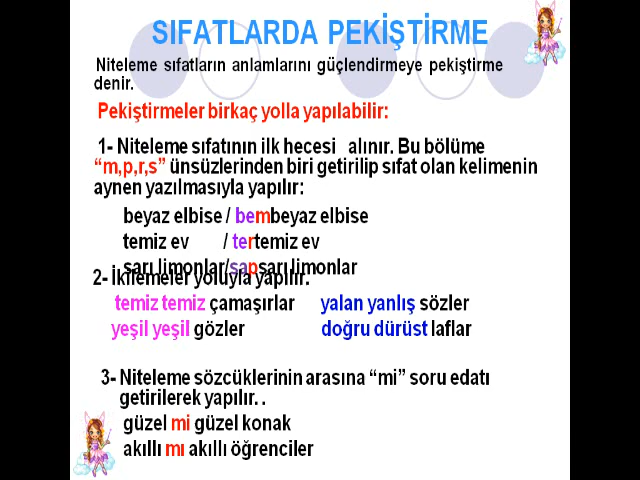 SIFATLARDA PEKİŞTİRME
Niteleme sıfatların anlamlarını güçlendirmeye pekiştirme
denir.
Pekiştirmeler birkaç yolla yapılabilir:
1- Niteleme sıfatının ilk hecesi alınır. Bu bölüme
“m,p,r,s” ünsüzlerinden biri getirilip sıfat olan kelimenin
aynen yazılmasıyla yapılır:
beyaz elbise / bembeyaz elbise
temiz ev / tertemiz ev
sarı limonlar/sapsarı limonlar
2- İkilemeler yoluyla yapılır.
temiz temiz çamaşırlar yalan yanlış sözler
yeşil yeşil gözler doğru dürüst laflar
3- Niteleme sözcüklerinin arasına “mi” soru edatı
getirilerek yapılır. .
güzel mi güzel konak
akıllı mı akıllı öğrenciler